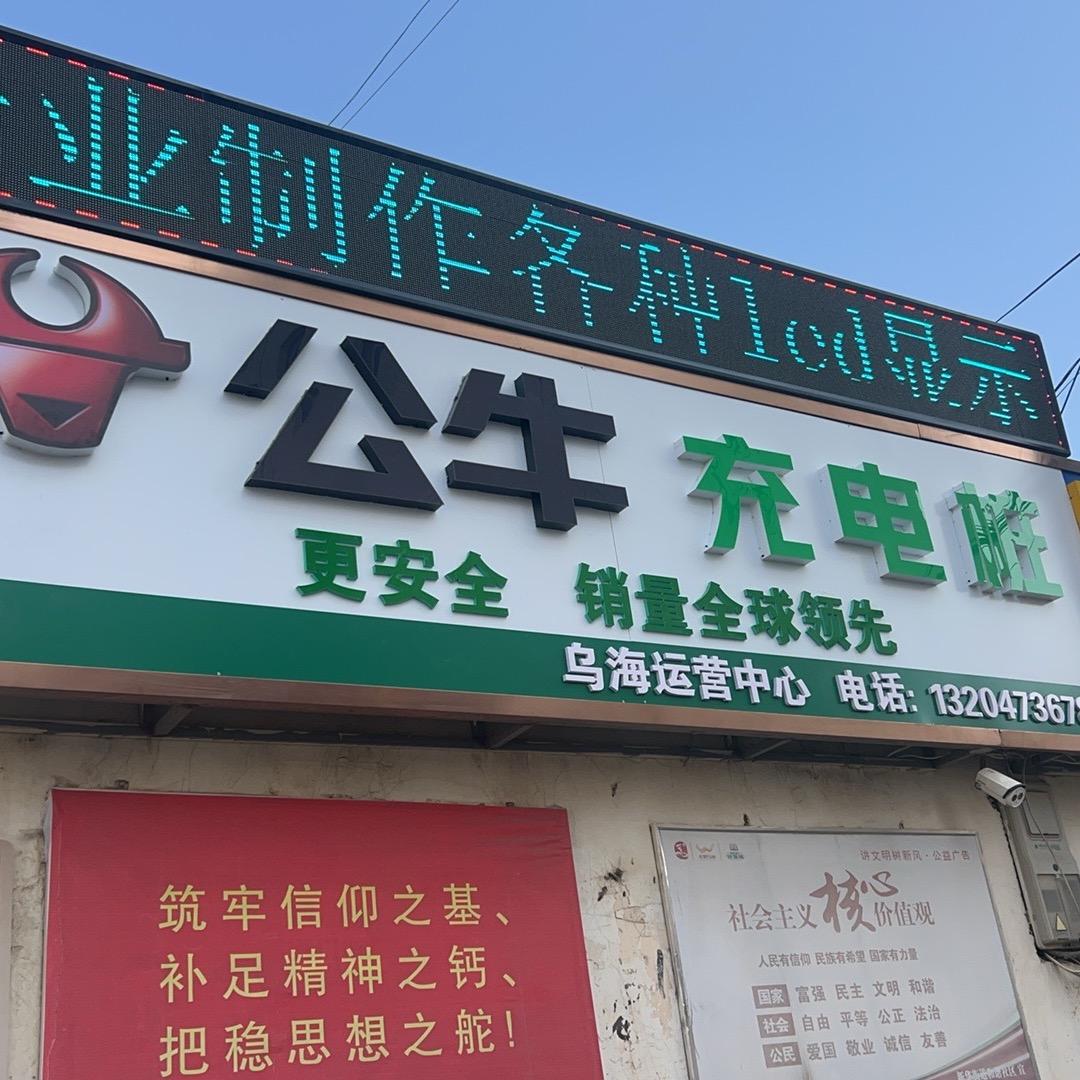 业制作各种lcd显示
公牛 充电桩
更安全 销量全球领先
乌海运营中心 电话: 1320473679
筑牢信仰之基、
补足精神之钙、
把稳思想之舵！
讲文明树新风·公益广告
社会主义核心价值观
人民有信仰 民族有希望 国家有力量
国家 富强 民主 文明 和谐
社会 自由 平等 公正 法治
公民 爱国 敬业 诚信 友善